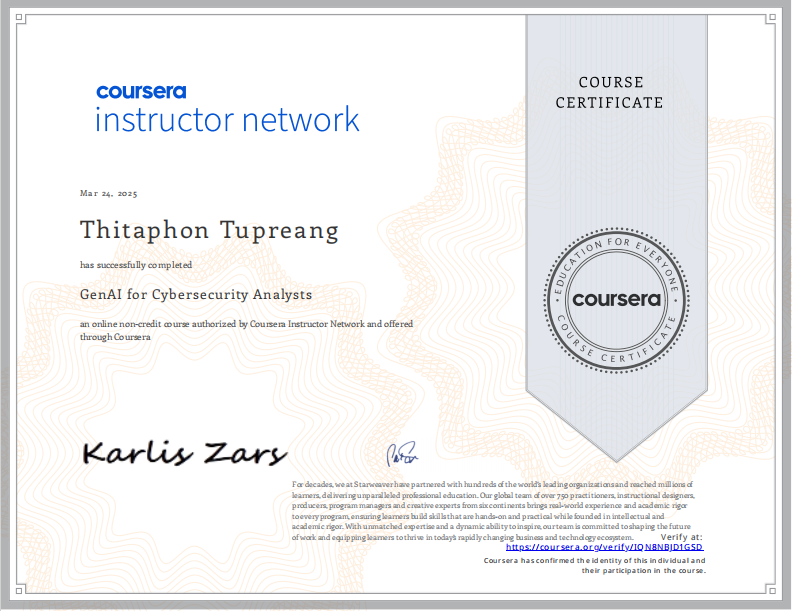 coursera
instructor network
COURSE
CERTIFICATE
Mar 24, 2025
Thitaphon Tupreang
has successfully completed
GenAI for Cybersecurity Analysts
an online non-credit course authorized by Coursera Instructor Network and offered
through Coursera
EDUCATION FOR EVERYONE
coursera
COURSE CERTIFICATE
Karlis Zars
For decades, we at Starweaver have partnered with hundreds of the world's leading organizations and reached millions of
learners, delivering unparalleled professional education. Our global team of over 750 practitioners, instructional designers,
producers, program managers and creative experts from six continents brings real-world experience and academic rigor
to every program, ensuring learners build skills that are hands-on and practical while founded in intellectual and
academic rigor. With unmatched expertise and a dynamic ability to inspire, our team is committed to shaping the future
of work and equipping learners to thrive in today's rapidly changing business and technology ecosystem.
Verify at:
https://coursera.org/verify/JQN8NBJD1GSD
Coursera has confirmed the identity of this individual and
their participation in the course.